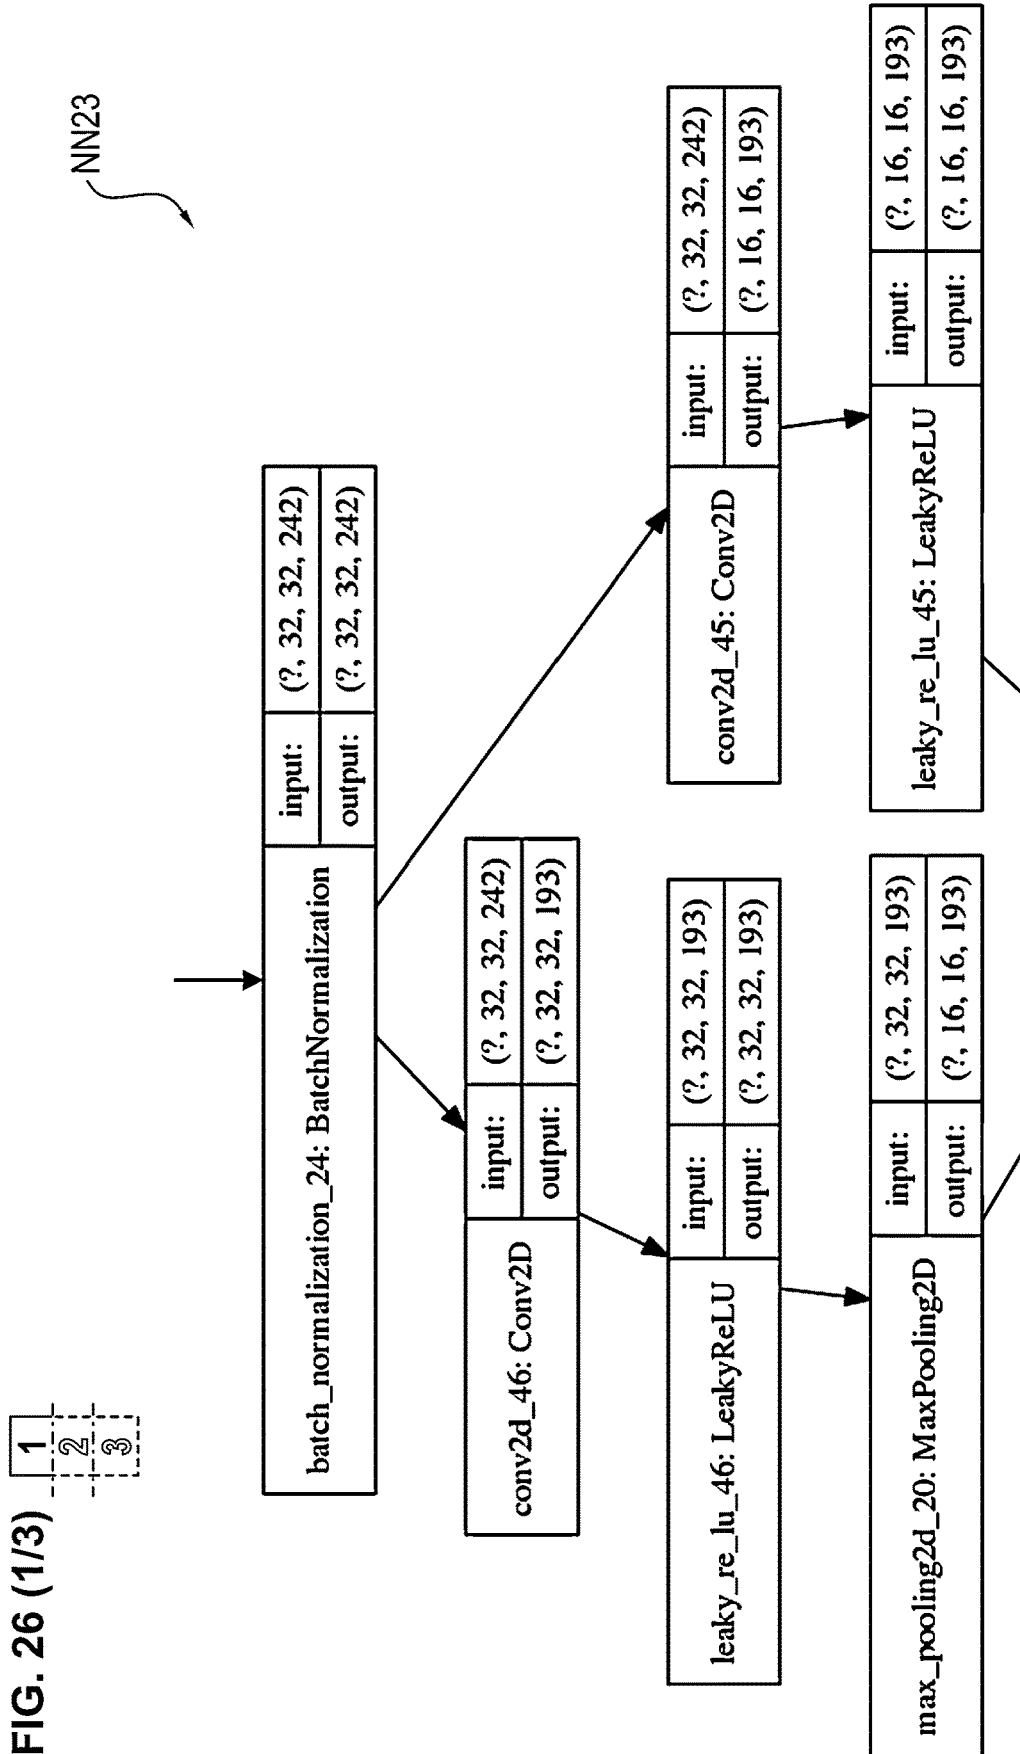 FIG. 26 (1/3)
1
2
3
NN23
batch_normalization_24: BatchNormalization
input:
(?, 32, 32, 242)
output:
(?, 32, 32, 242)
conv2d_46: Conv2D
input:
(?, 32, 32, 242)
output:
(?, 32, 32, 193)
leaky_re_lu_46: LeakyReLU
input:
(?, 32, 32, 193)
output:
(?, 32, 32, 193)
conv2d_45: Conv2D
input:
(?, 32, 32, 242)
output:
(?, 16, 16, 193)
max_pooling2d_20: MaxPooling2D
input:
(?, 32, 32, 193)
output:
(?, 16, 16, 193)
leaky_re_lu_45: LeakyReLU
input:
(?, 16, 16, 193)
output:
(?, 16, 16, 193)